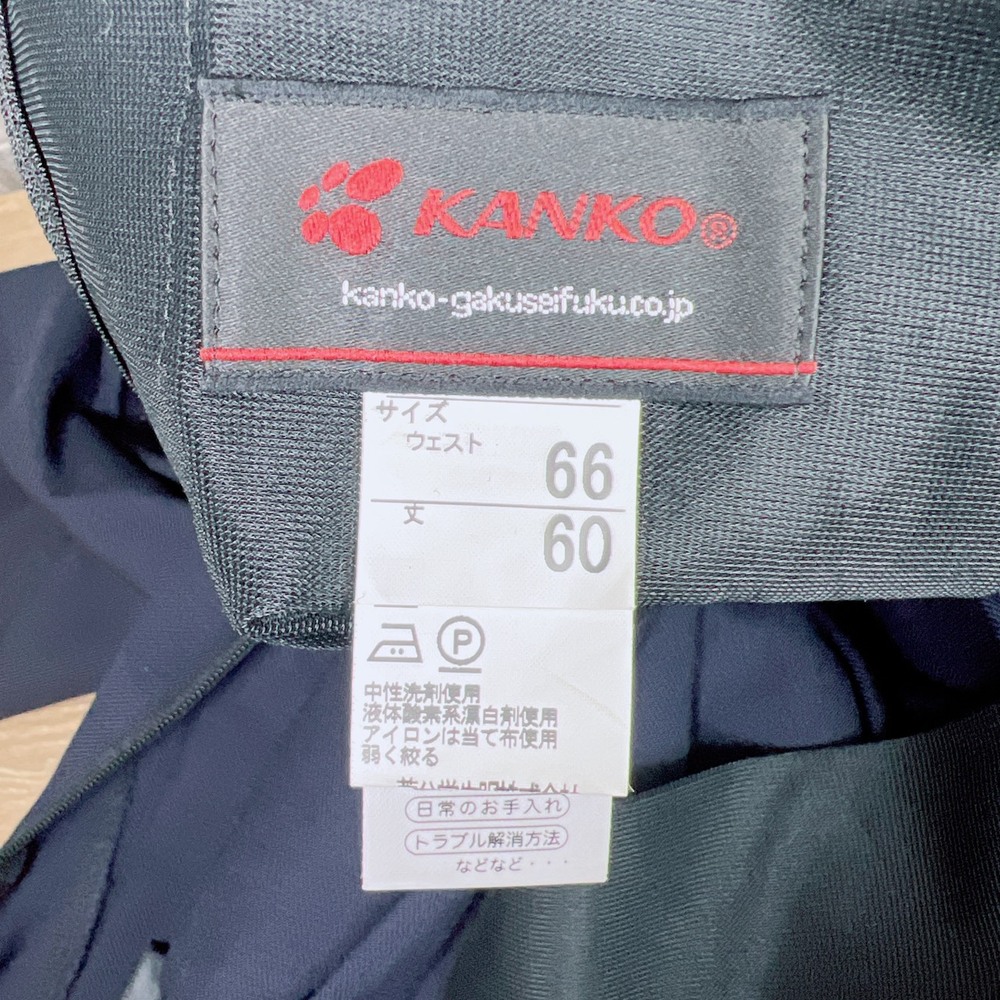 KANKO®
kanko-gakuseifuku.co.jp
サイズ
ウェスト
66
丈
60
P
中性洗剤使用
液体酸素系漂白剤使用
アイロンは当て布使用
弱く絞る
日常のお手入れ
トラブル解消方法
などなど・・・